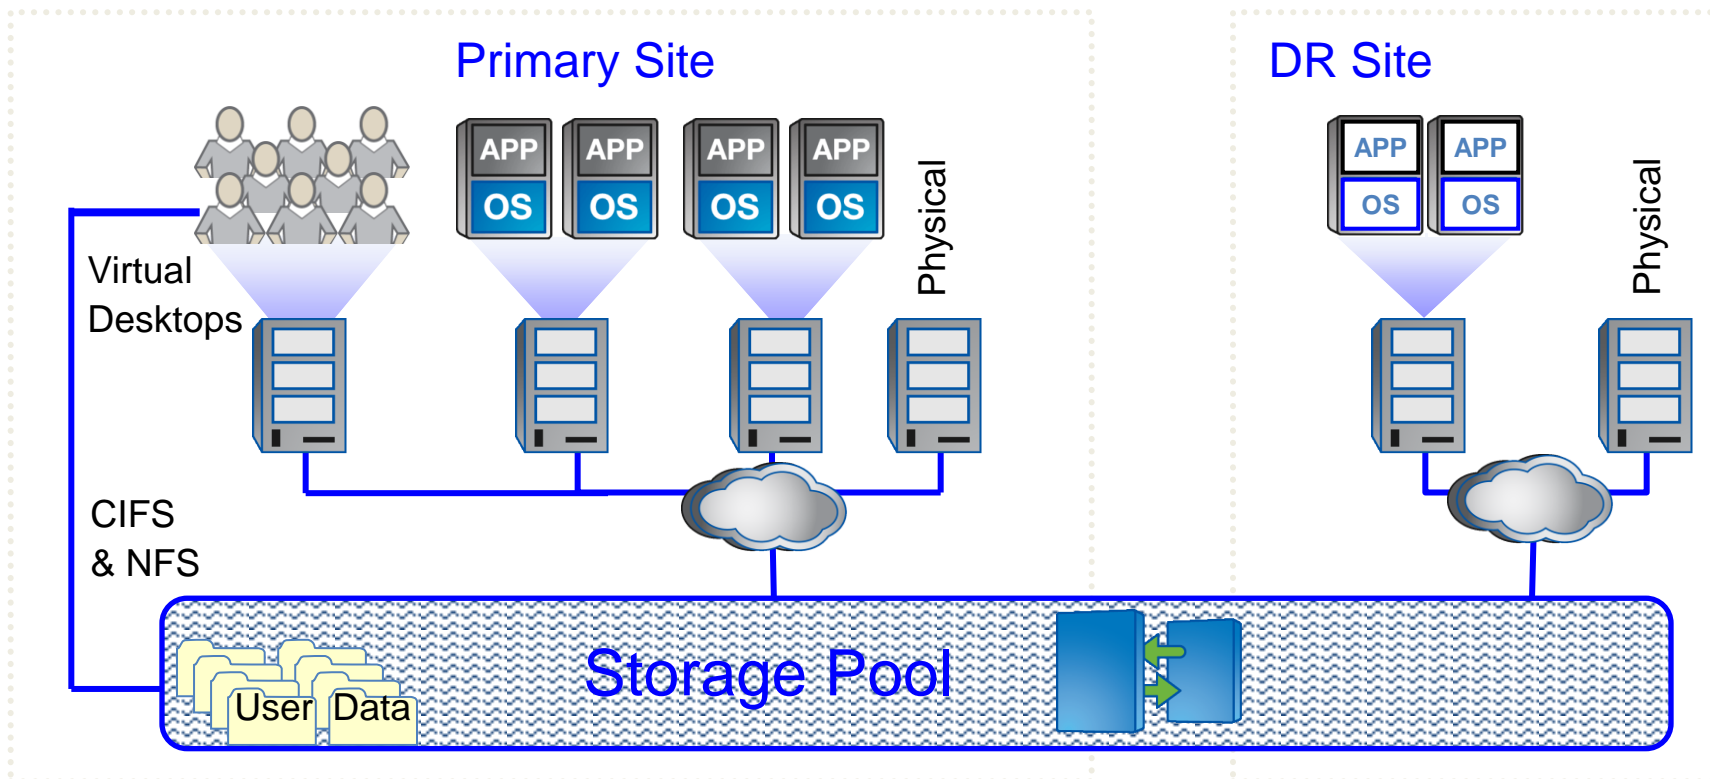 Primary Site
DR Site
APP APP APP APP
OS OS OS OS
Physical
APP APP
OS OS
Physical
Virtual
Desktops
CIFS
& NFS
Storage Pool
User Data